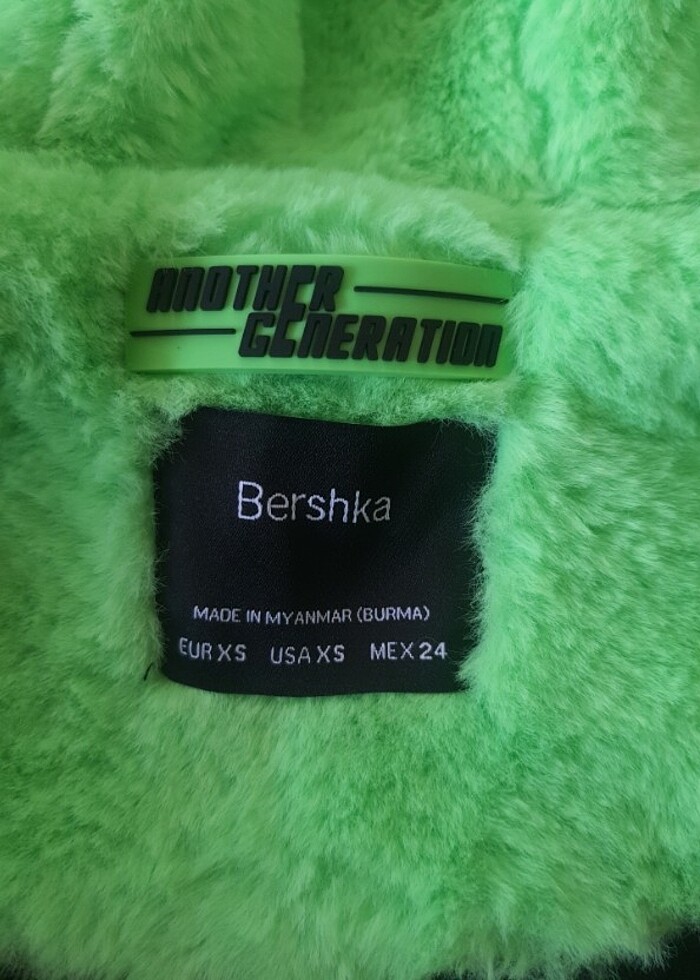 ANOTHER
GENERATION
Bershka
MADE IN MYANMAR (BURMA)
EUR XS USA XS MEX 24